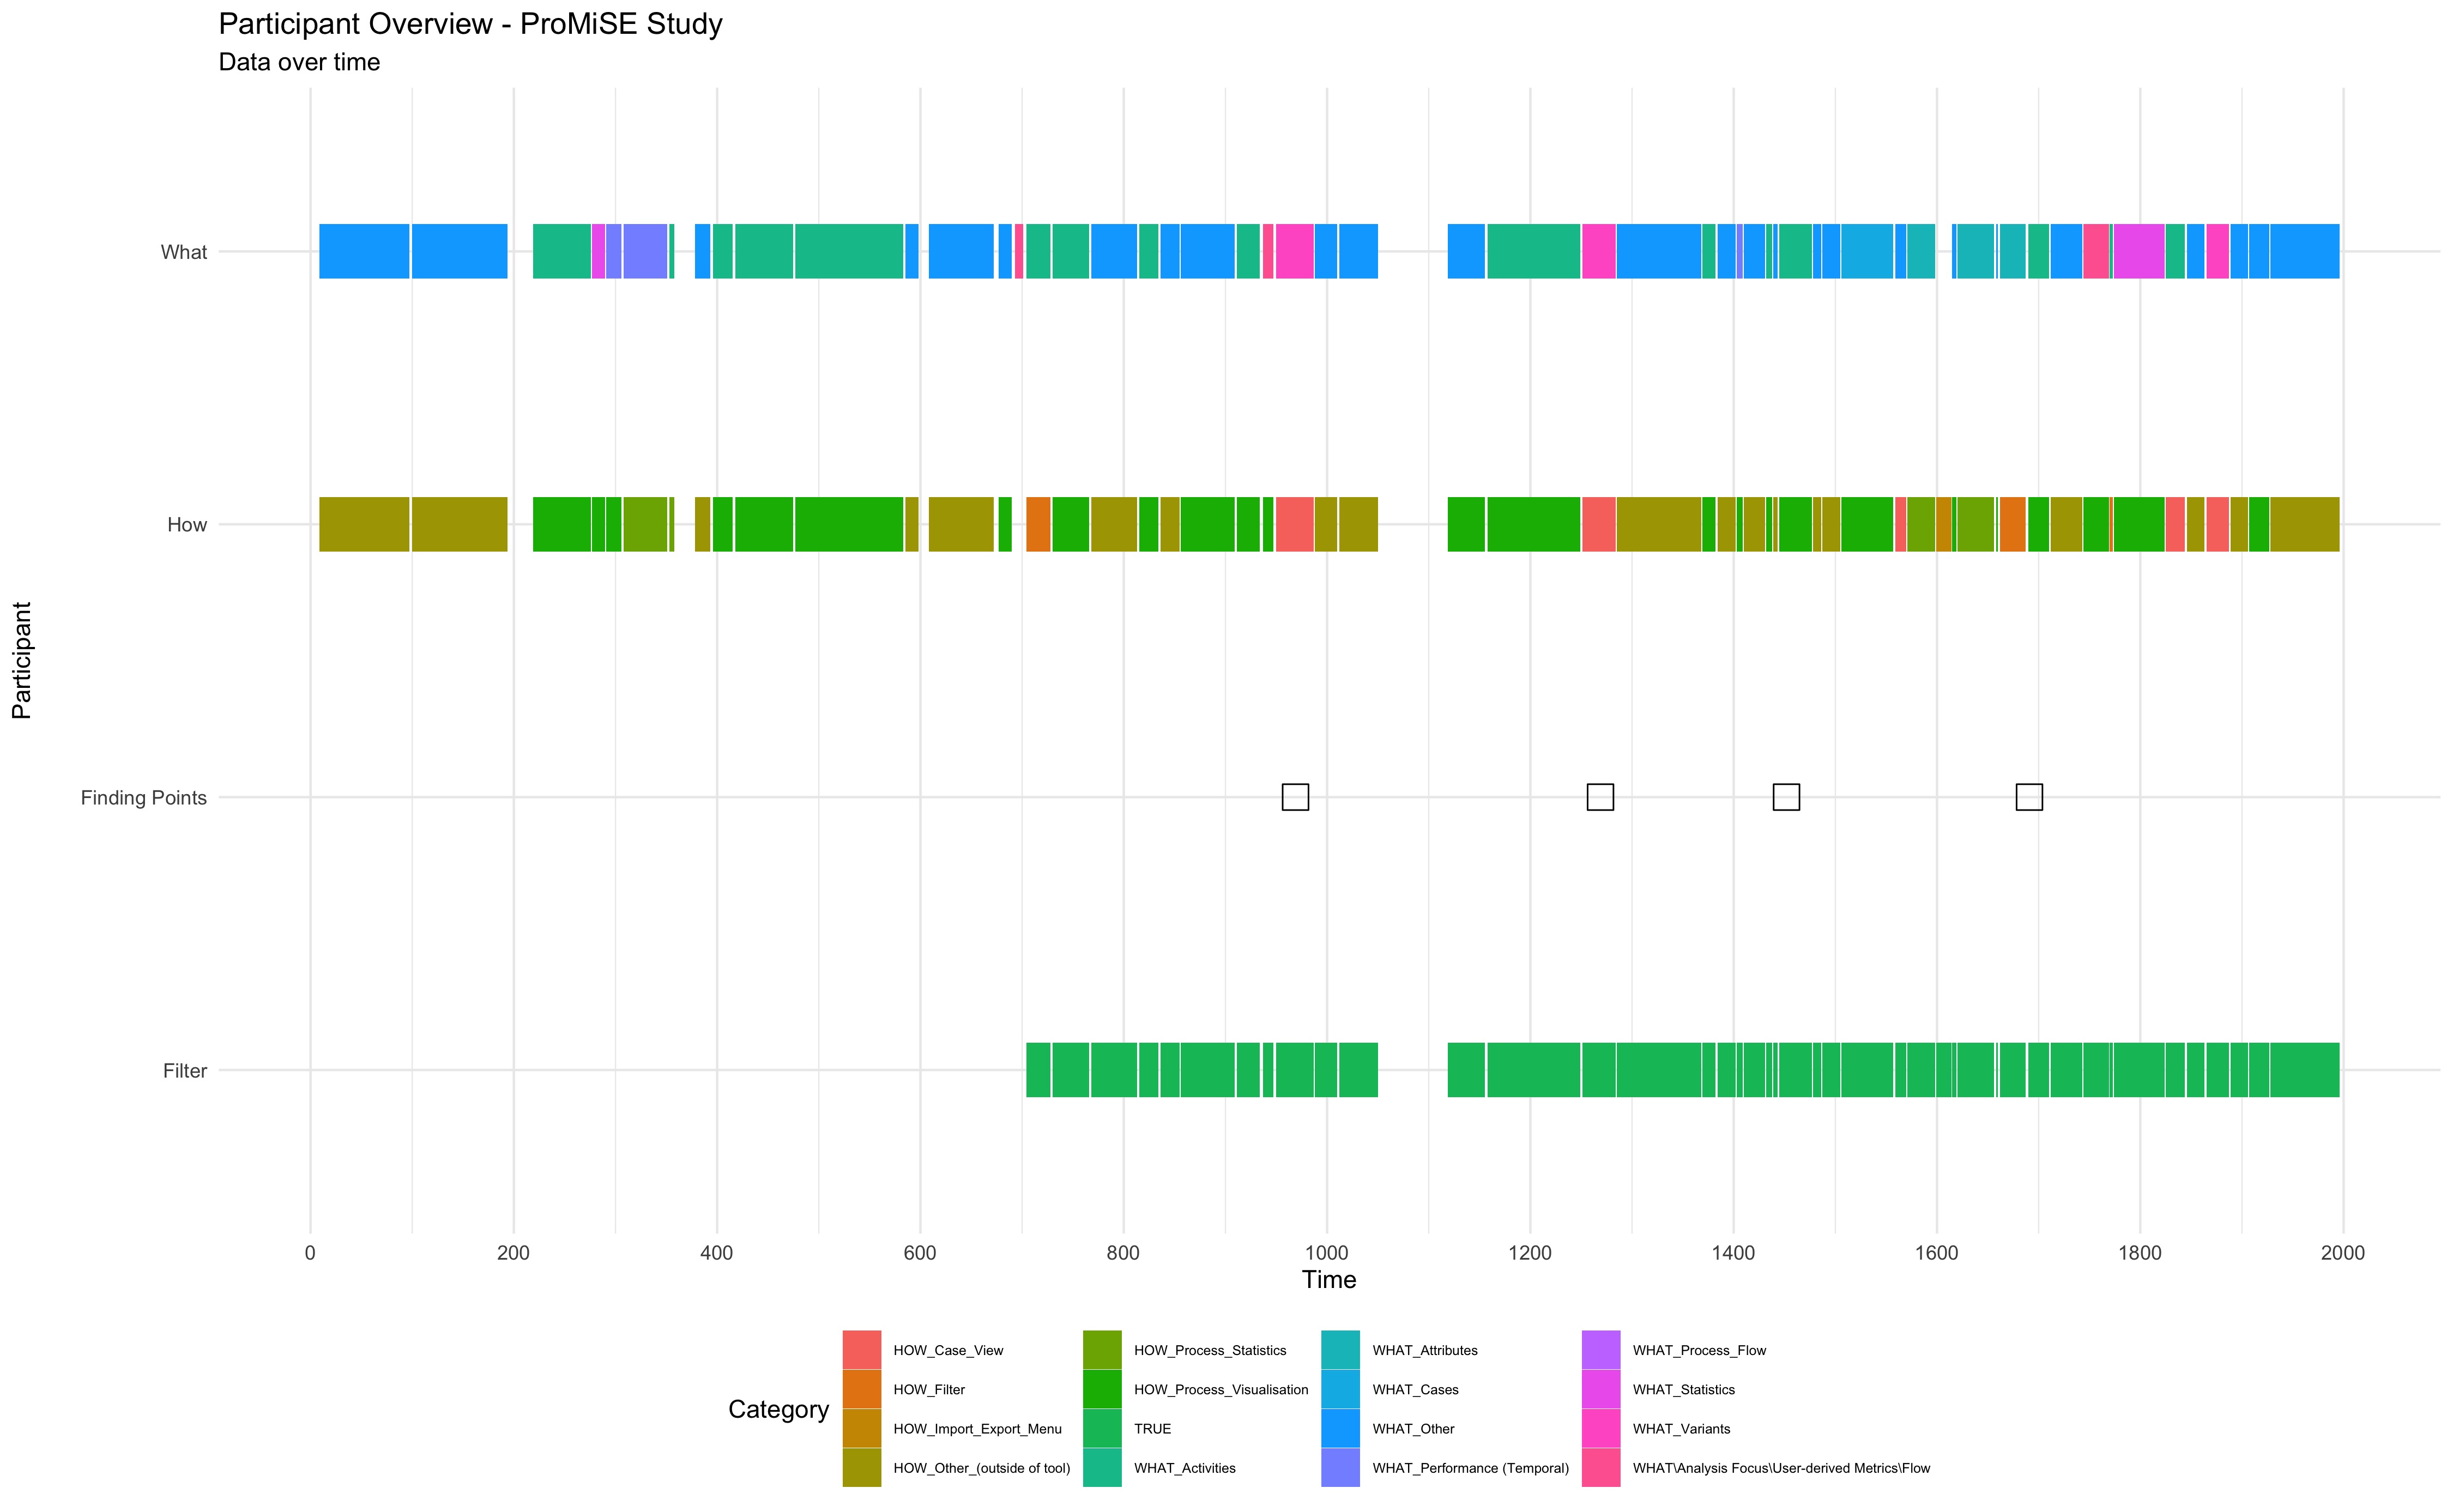 Participant Overview - ProMiSE Study
Data over time
Participant
What
How
Finding Points
Filter
0 200 400 600 800 1000 1200 1400 1600 1800 2000
Time
Category
HOW_Case_View
HOW_Filter
HOW_Import_Export_Menu
HOW_Other_(outside of tool)
HOW_Process_Statistics
HOW_Process_Visualisation
TRUE
WHAT_Activities
WHAT_Attributes
WHAT_Cases
WHAT_Other
WHAT_Performance (Temporal)
WHAT_Process_Flow
WHAT_Statistics
WHAT_Variants
WHAT\Analysis Focus\User-derived Metrics\Flow